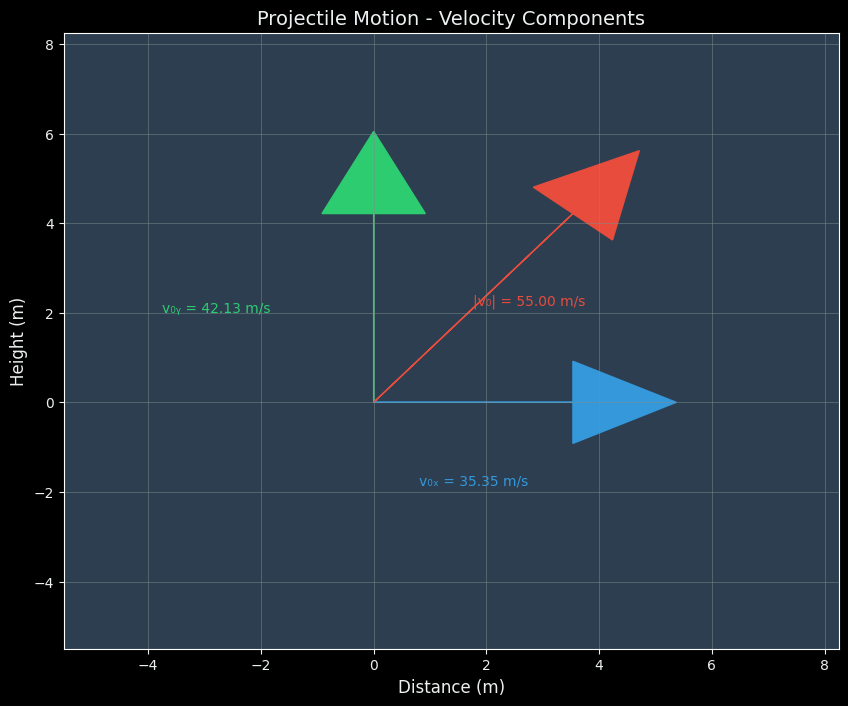 Projectile Motion - Velocity Components
Height (m)
8
6
4
2
0
−2
−4
v₀ᵧ = 42.13 m/s
|v₀| = 55.00 m/s
v₀ₓ = 35.35 m/s
−4
−2
0
2
4
6
8
Distance (m)